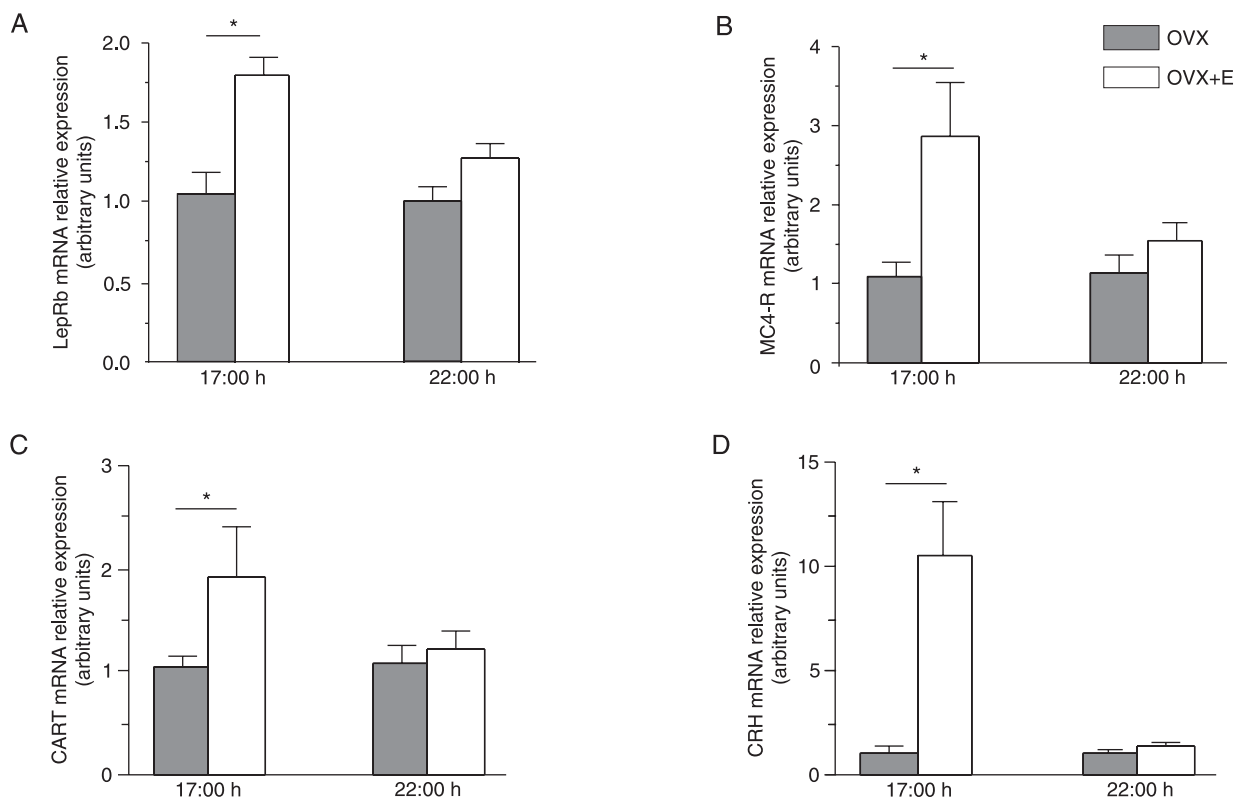 A
LepRb mRNA relative expression
(arbitrary units)
2.0
1.5
1.0
0.5
0.0
*
17:00 h
22:00 h
B
MC4-R mRNA relative expression
(arbitrary units)
4
3
2
1
0
*
17:00 h
22:00 h
OVX
OVX+E
C
CART mRNA relative expression
(arbitrary units)
3
2
1
0
*
17:00 h
22:00 h
D
CRH mRNA relative expression
(arbitrary units)
15
10
5
0
*
17:00 h
22:00 h